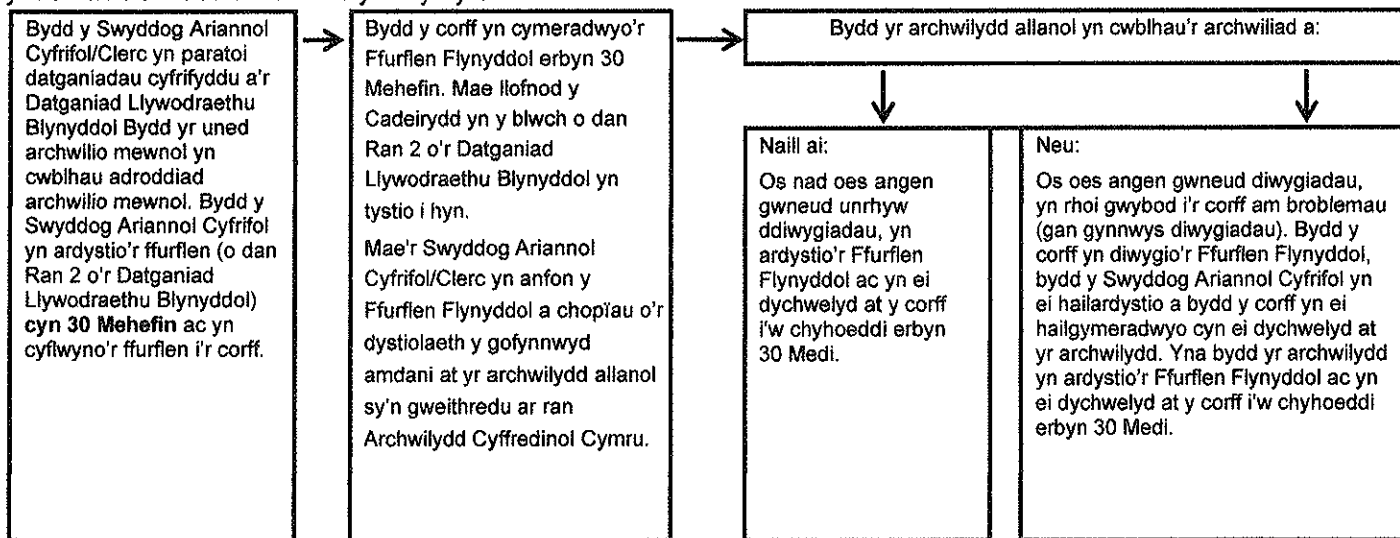 Bydd y Swyddog Ariannol
Cyfrifol/Clerc yn paratoi
datganiadau cyfrifyddu a'r
Datganiad Llywodraethu
Blynyddol Bydd yr uned
archwilio mewnol yn
cwblhau adroddiad
archwilio mewnol. Bydd y
Swyddog Ariannol Cyfrifol
yn ardystio'r ffurflen (o dan
Ran 2 o'r Datganiad
Llywodraethu Blynyddol)
cyn 30 Mehefin ac yn
cyflwyno'r ffurflen i'r corff.
Bydd y corff yn cymeradwyo'r
Ffurflen Flynyddol erbyn 30
Mehefin. Mae llofnod y
Cadeirydd yn y blwch o dan
Ran 2 o'r Datganiad
Llywodraethu Blynyddol yn
tystio i hyn.
Mae'r Swyddog Ariannol
Cyfrifol/Clerc yn anfon y
Ffurflen Flynyddol a chopïau o'r
dystiolaeth y gofynnwyd
amdani at yr archwilydd allanol
sy'n gweithredu ar ran
Archwilydd Cyffredinol Cymru.
Bydd yr archwilydd allanol yn cwblhau'r archwiliad a:
Naill ai:
Os nad oes angen
gwneud unrhyw
ddiwygiadau, yn
ardystio'r Ffurflen
Flynyddol ac yn ei
dychwelyd at y corff
i'w chyhoeddi erbyn
30 Medi.
Neu:
Os oes angen gwneud diwygiadau,
yn rhoi gwybod i'r corff am broblemau
(gan gynnwys diwygiadau). Bydd y
corff yn diwygio'r Ffurflen Flynyddol,
bydd y Swyddog Ariannol Cyfrifol yn
ei hailardystio a bydd y corff yn ei
hailgymeradwyo cyn ei dychwelyd at
yr archwilydd. Yna bydd yr archwilydd
yn ardystio'r Ffurflen Flynyddol ac yn
ei dychwelyd at y corff i'w chyhoeddi
erbyn 30 Medi.